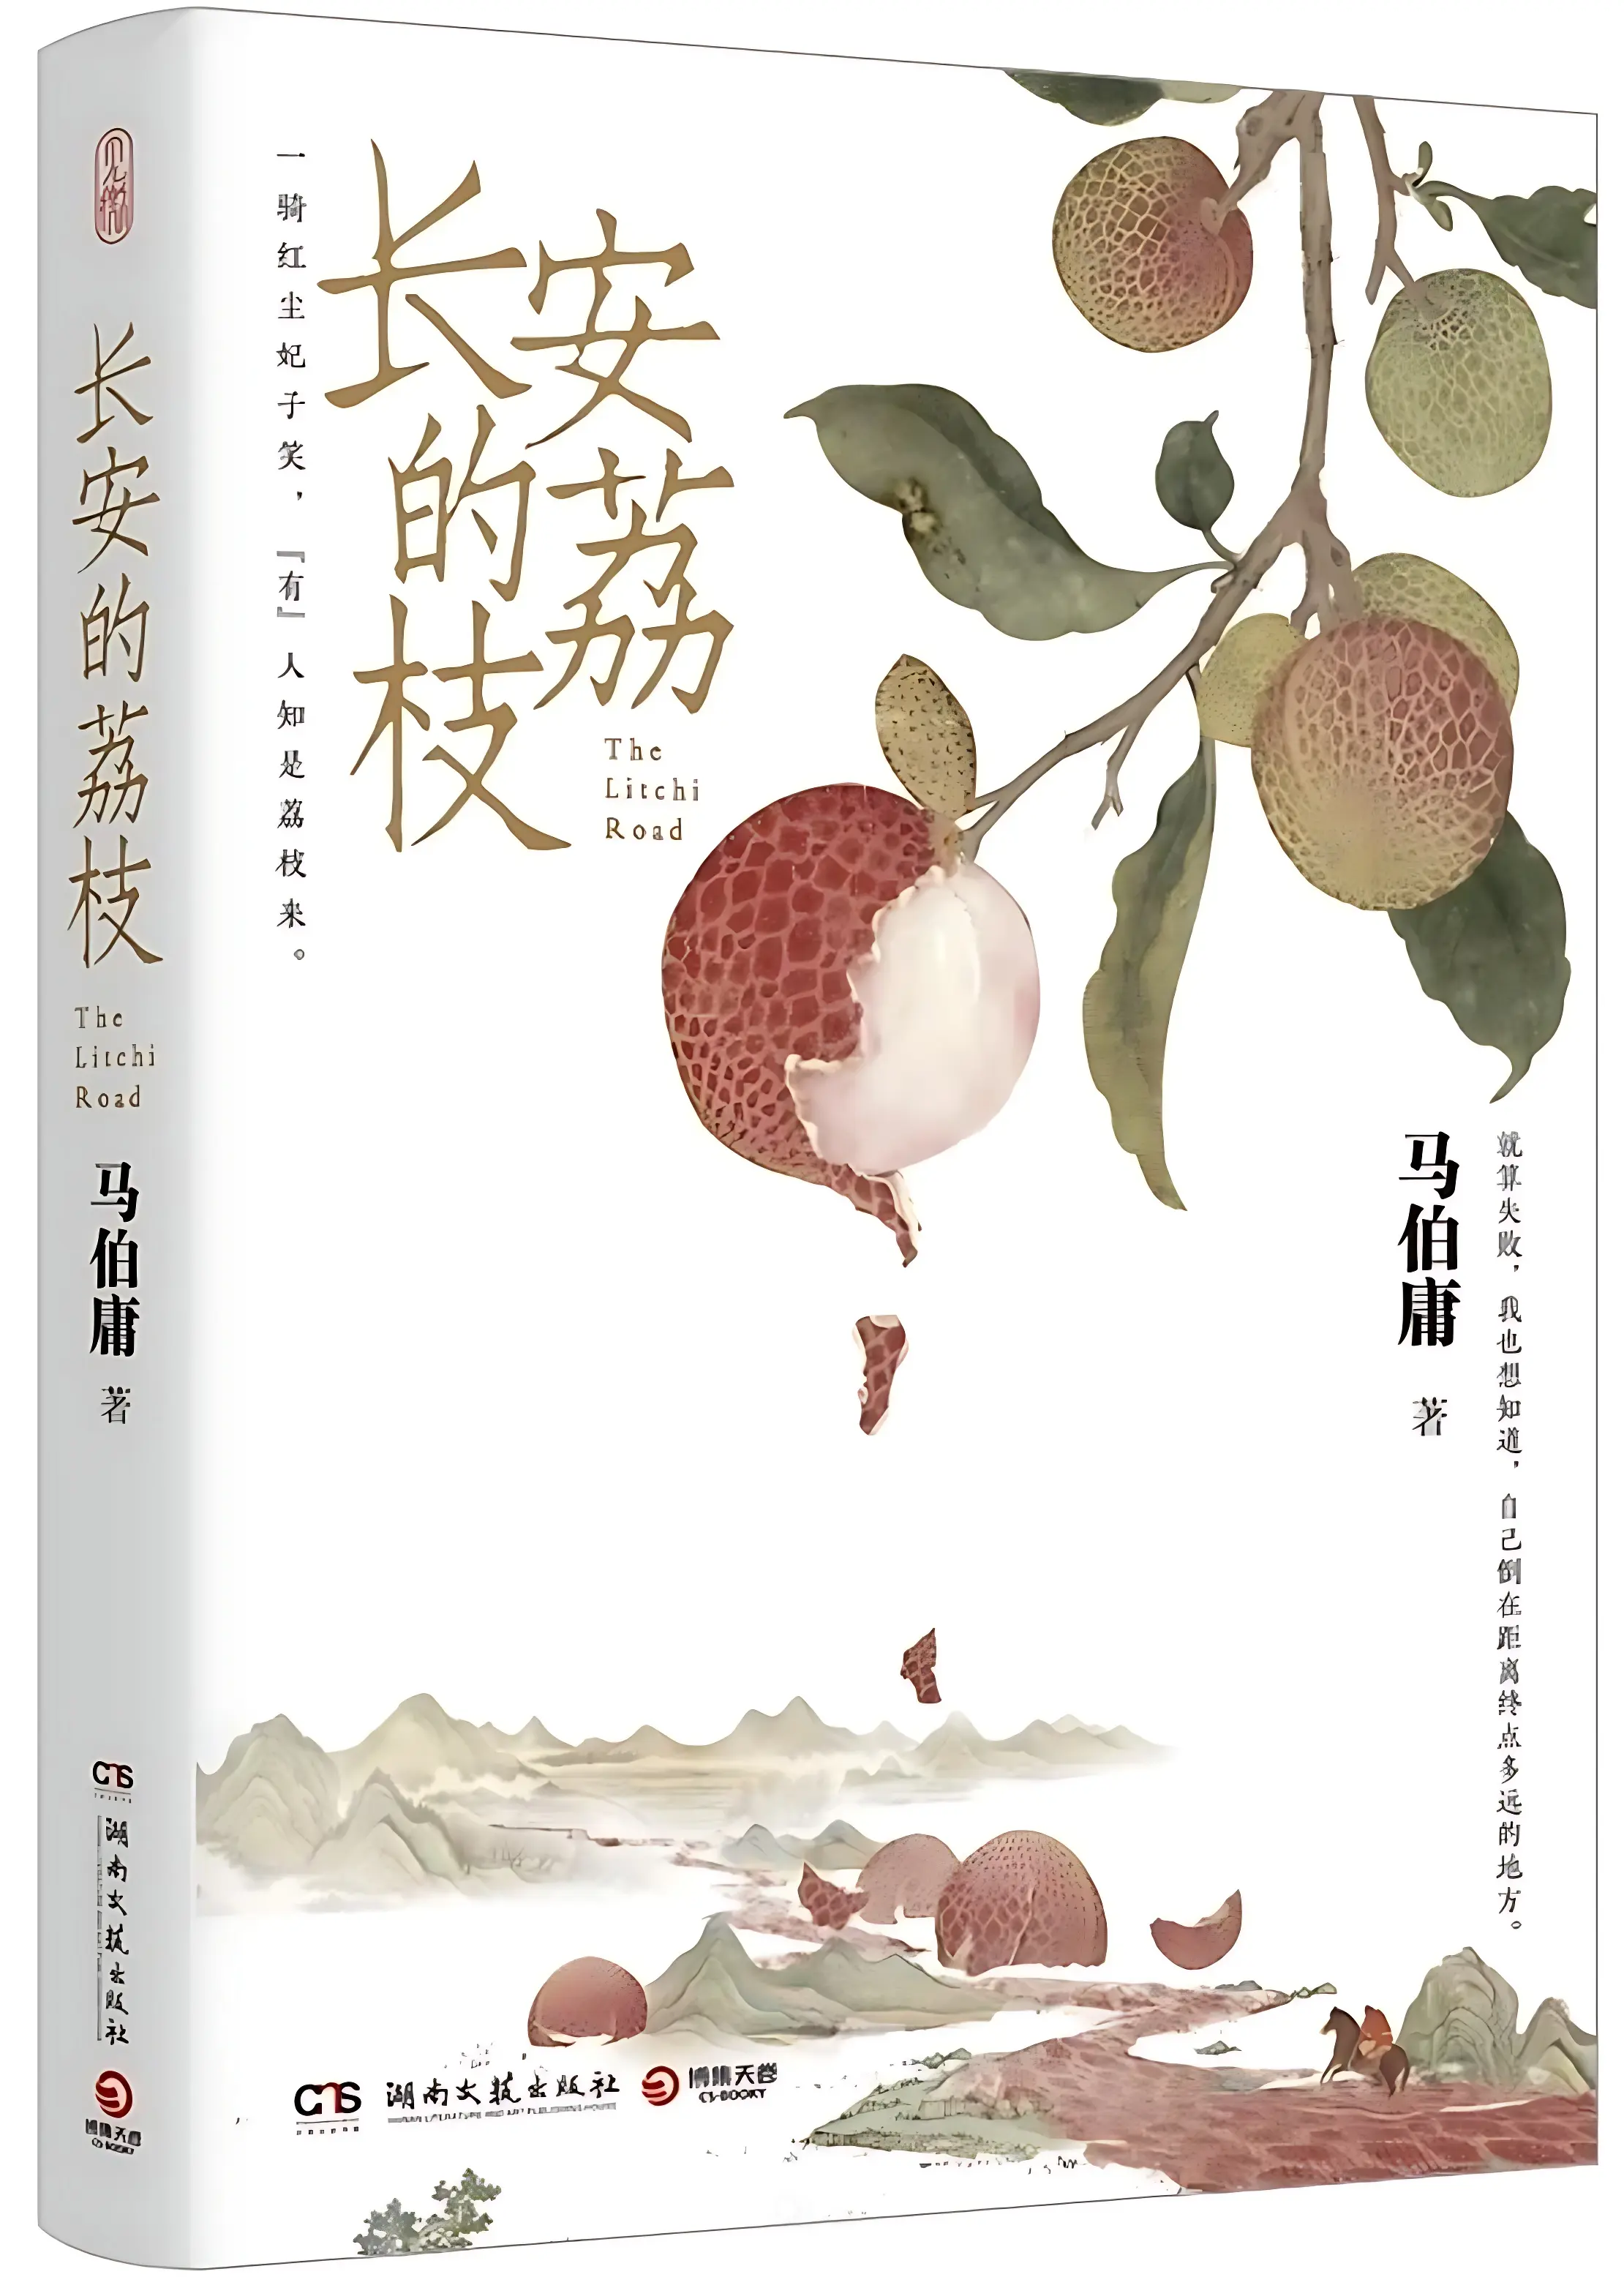 见微
长安的荔枝
The
Litchi
Road
马伯庸
著
CNS
湖南文艺出版社
博集天卷
一骑红尘妃子笑，『有』人知是荔枝来。
长安
的荔
枝
The
Litchi
Road
马伯庸 著
就算失败，我也想知道，自己倒在距离终点多远的地方。
CNS
湖南文艺出版社
博集天卷
CS-BOOKY